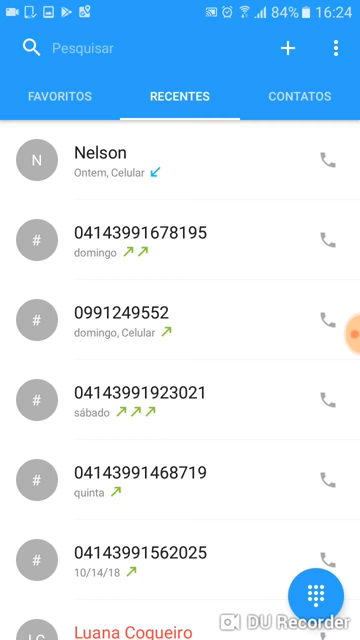 84% 16:24
Pesquisar
FAVORITOS RECENTES CONTATOS
N
Nelson
Ontem, Celular
#
04143991678195
domingo
#
0991249552
domingo, Celular
#
04143991923021
sábado
#
04143991468719
quinta
#
04143991562025
10/14/18
LC
Luana Coqueiro
DU Recorder